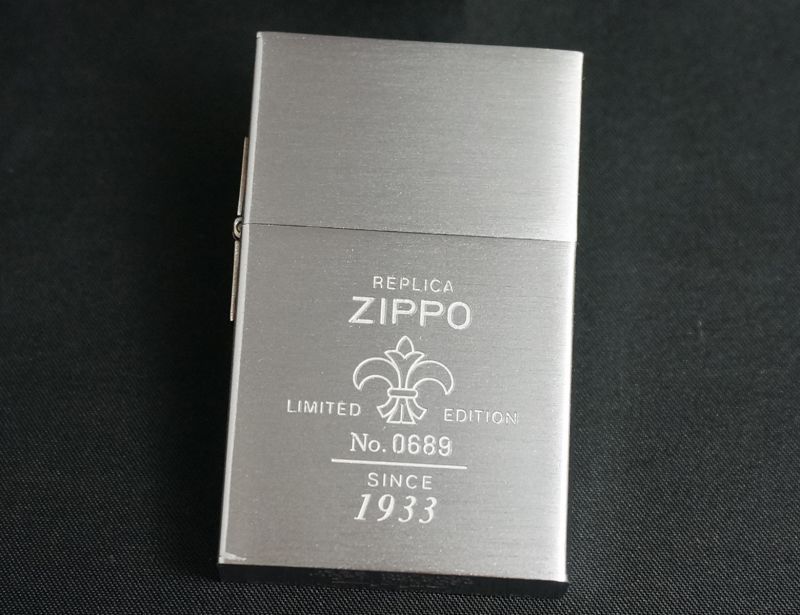 REPLICA
ZIPPO
LIMITED EDITION
No. 0689
SINCE
1933